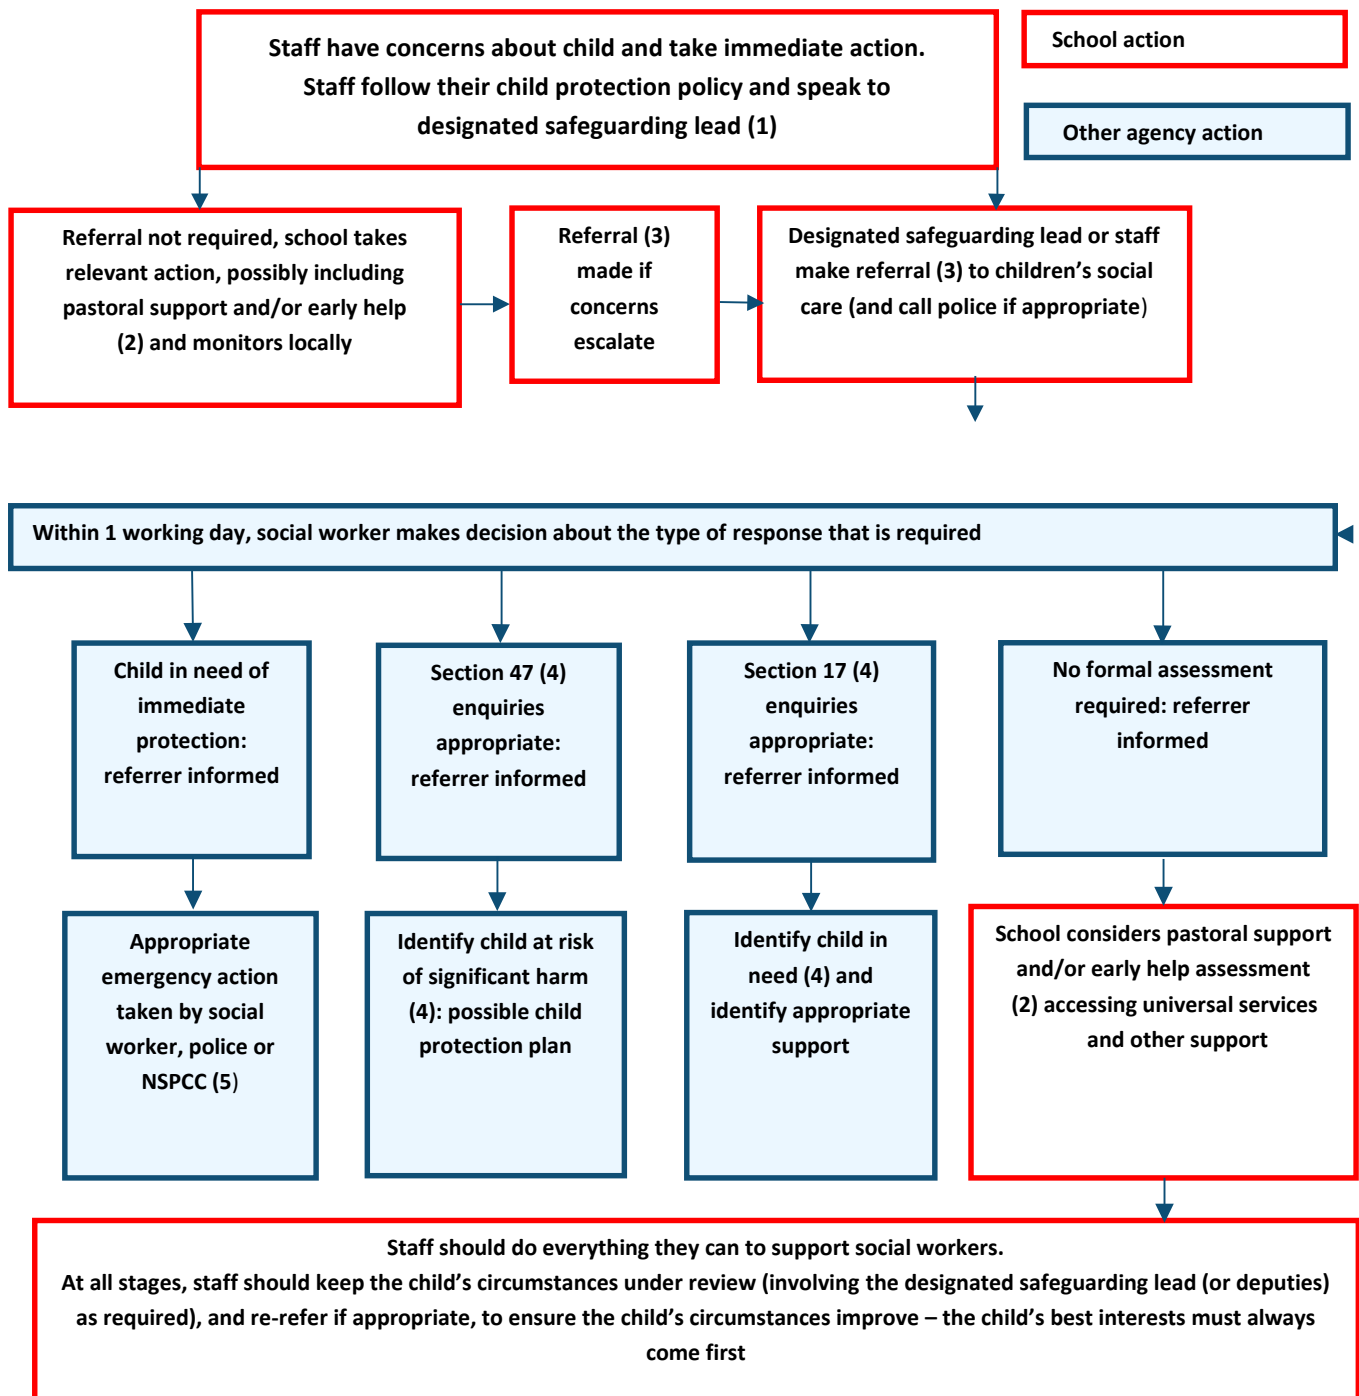 Staff have concerns about child and take immediate action.
Staff follow their child protection policy and speak to
designated safeguarding lead (1)
School action
Other agency action
Referral not required, school takes
relevant action, possibly including
pastoral support and/or early help
(2) and monitors locally
Referral (3)
made if
concerns
escalate
Designated safeguarding lead or staff
make referral (3) to children’s social
care (and call police if appropriate)
Within 1 working day, social worker makes decision about the type of response that is required
Child in need of
immediate
protection:
referrer informed
Section 47 (4)
enquiries
appropriate:
referrer informed
Section 17 (4)
enquiries
appropriate:
referrer informed
No formal assessment
required: referrer
informed
Appropriate
emergency action
taken by social
worker, police or
NSPCC (5)
Identify child at risk
of significant harm
(4): possible child
protection plan
Identify child in
need (4) and
identify appropriate
support
School considers pastoral support
and/or early help assessment
(2) accessing universal services
and other support
Staff should do everything they can to support social workers.
At all stages, staff should keep the child’s circumstances under review (involving the designated safeguarding lead (or deputies)
as required), and re-refer if appropriate, to ensure the child’s circumstances improve – the child’s best interests must always
come first